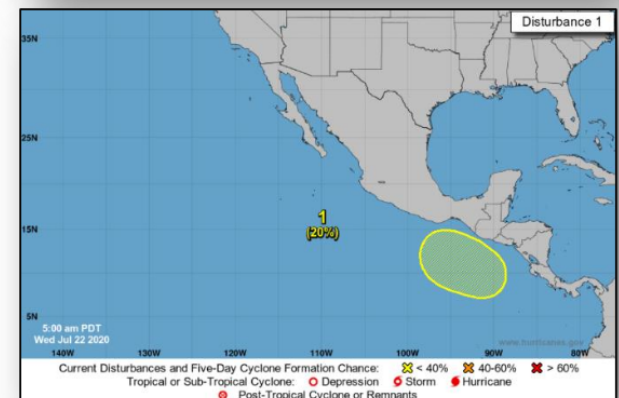 Disturbance 1
35N
25N
15N
5N
1
(20%)
5:00 am PDT
Wed Jul 22 2020
www.hurricanes.gov
140W 130W 120W 110W 100W 90W 80W
Current Disturbances and Five-Day Cyclone Formation Chance: < 40% 40-60% > 60%
Tropical or Sub-Tropical Cyclone: Depression Storm Hurricane
Post-Tropical Cyclone or Remnants